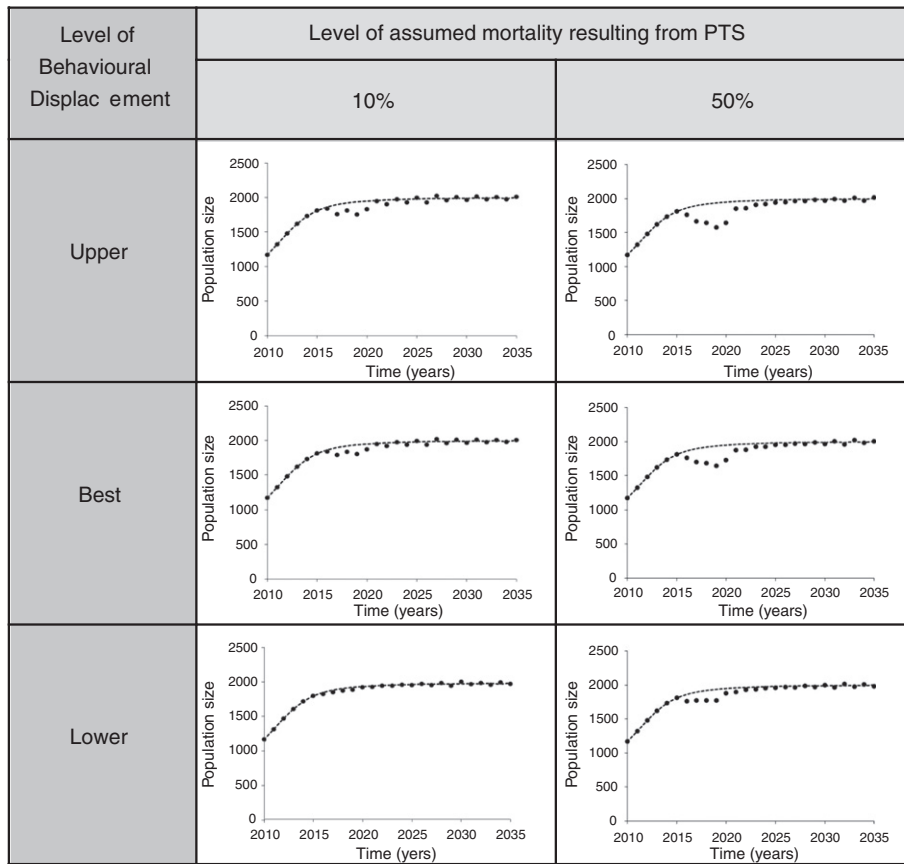 Level of
Behavioural
Displac ement
Level of assumed mortality resulting from PTS
10%
50%
Upper
Population size
2500
2000
1500
1000
500
0
2010 2015 2020 2025 2030 2035
Time (years)
Population size
2500
2000
1500
1000
500
0
2010 2015 2020 2025 2030 2035
Time (years)
Best
Population size
2500
2000
1500
1000
500
0
2010 2015 2020 2025 2030 2035
Time (years)
Population size
2500
2000
1500
1000
500
0
2010 2015 2020 2025 2030 2035
Time (years)
Lower
Population size
2500
2000
1500
1000
500
0
2010 2015 2020 2025 2030 2035
Time (yers)
Population size
2500
2000
1500
1000
500
0
2010 2015 2020 2025 2030 2035
Time (years)